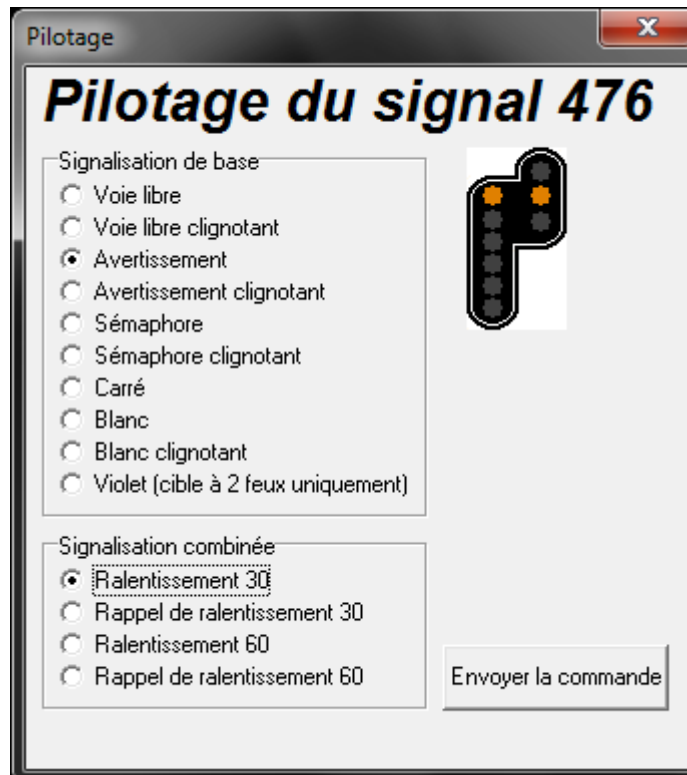 Pilotage
Pilotage du signal 476
Signalisation de base
Voie libre
Voie libre clignotant
Avertissement
Avertissement clignotant
Sémaphore
Sémaphore clignotant
Carré
Blanc
Blanc clignotant
Violet (cible à 2 feux uniquement)
Signalisation combinée
Ralentissement 30
Rappel de ralentissement 30
Ralentissement 60
Rappel de ralentissement 60
Envoyer la commande